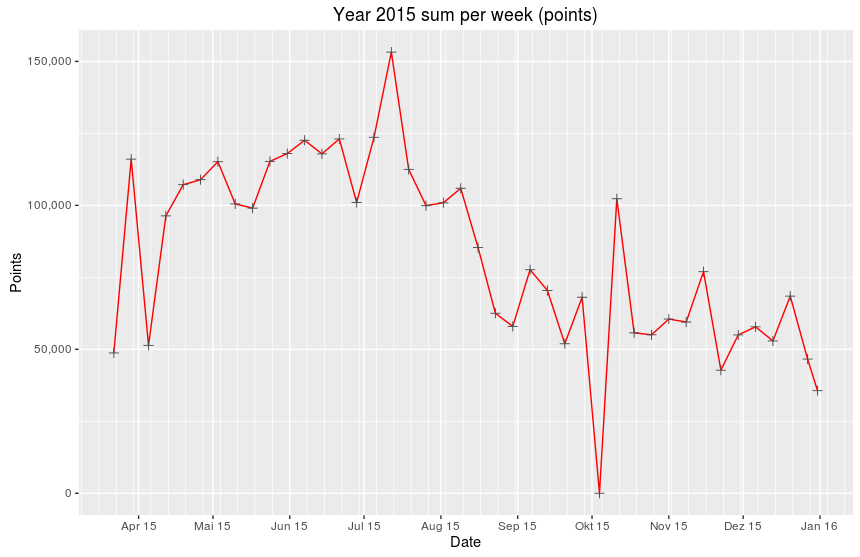 Year 2015 sum per week (points)
150,000
100,000
50,000
0
Points
Apr 15 Mai 15 Jun 15 Jul 15 Aug 15 Sep 15 Okt 15 Nov 15 Dez 15 Jan 16
Date